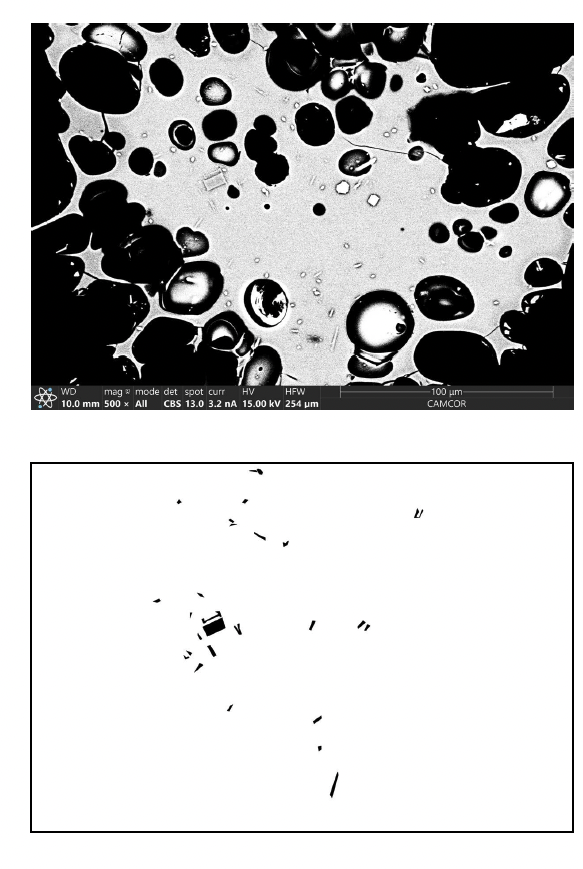 WD mag ⌗ mode det spot curr HV HFW 100 µm
10.0 mm 500 × All CBS 13.0 3.2 nA 15.00 kV 254 µm CAMCOR